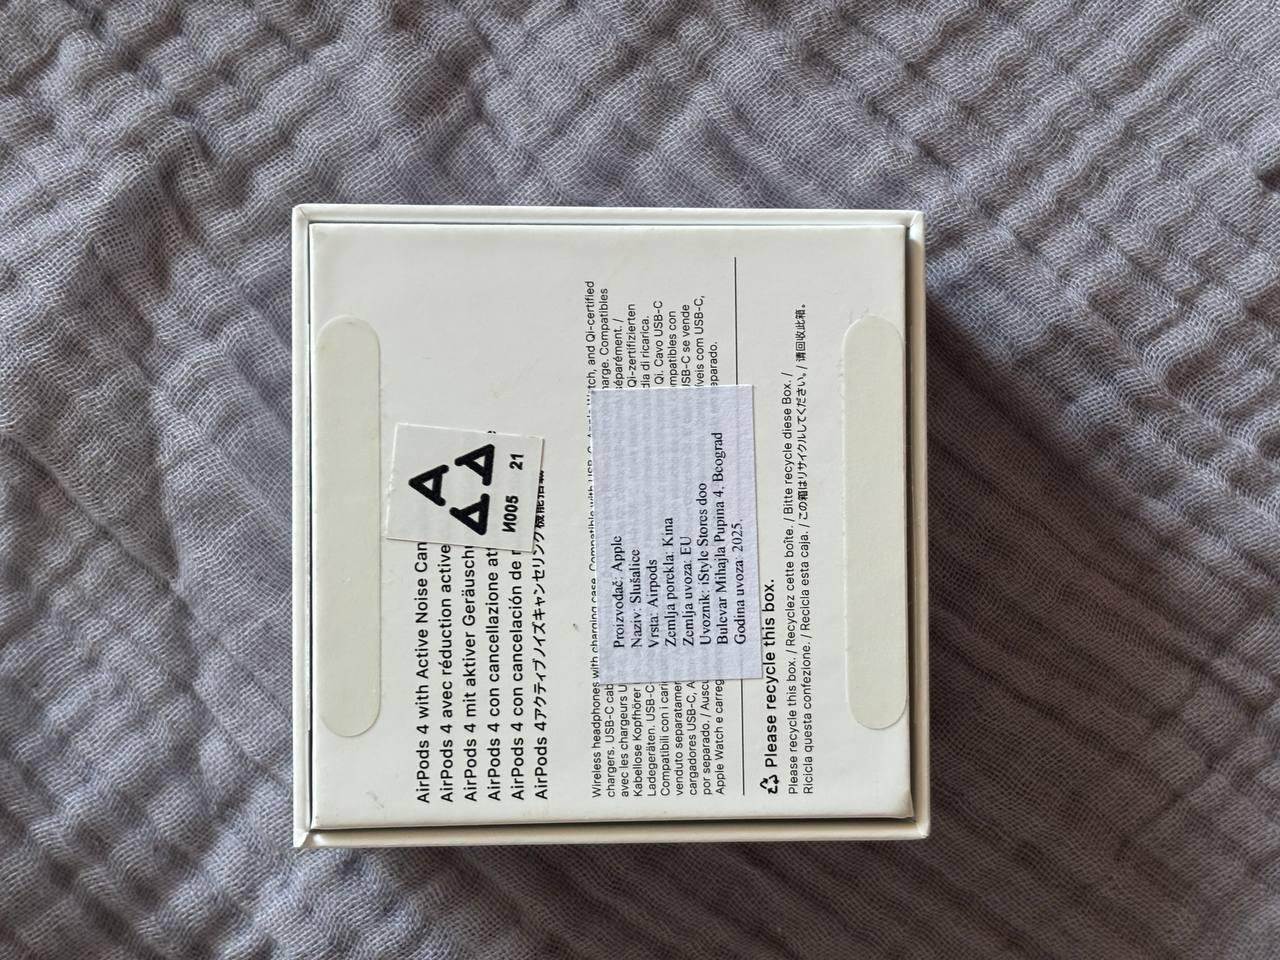 AirPods 4 with Active Noise Can
AirPods 4 avec réduction active
AirPods 4 mit aktiver Geräusch
AirPods 4 con cancellazione at
AirPods 4 con cancelación de r
AirPods 4アクティブノイズキャンセリング機能搭載
И005 21
Wireless headphones with charging case. Compatible with USB-C, Apple Watch, and Qi-certified
chargers. USB-C cab harge. Compatibles
avec les chargeurs U séparément. /
Kabellose Kopfhörer Qi-zertifizierten
Ladegeräten. USB-C dia di ricarica.
Compatibili con i cari Qi. Cavo USB-C
venduto separatamen mpatibles con
cargadores USB-C, A USB-C se vende
por separado. / Auscu íveis com USB-C,
Apple Watch e carreg eparado.
Proizvođač: Apple
Naziv: Slušalice
Vrsta: Airpods
Zemlja porekla: Kina
Zemlja uvoza: EU
Uvoznik: iStyle Stores doo
Bulevar Mihajla Pupina 4, Beograd
Godina uvoza: 2025.
Please recycle this box.
Please recycle this box. / Recyclez cette boîte. / Bitte recycle diese Box. /
Ricicla questa confezione. / Recicla esta caja. / この箱はリサイクルしてください。/ 请回收此箱。